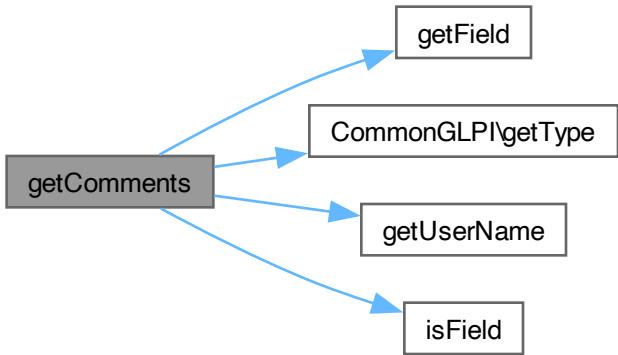 getField
CommonGLPI\getType
getComments
getUserName
isField